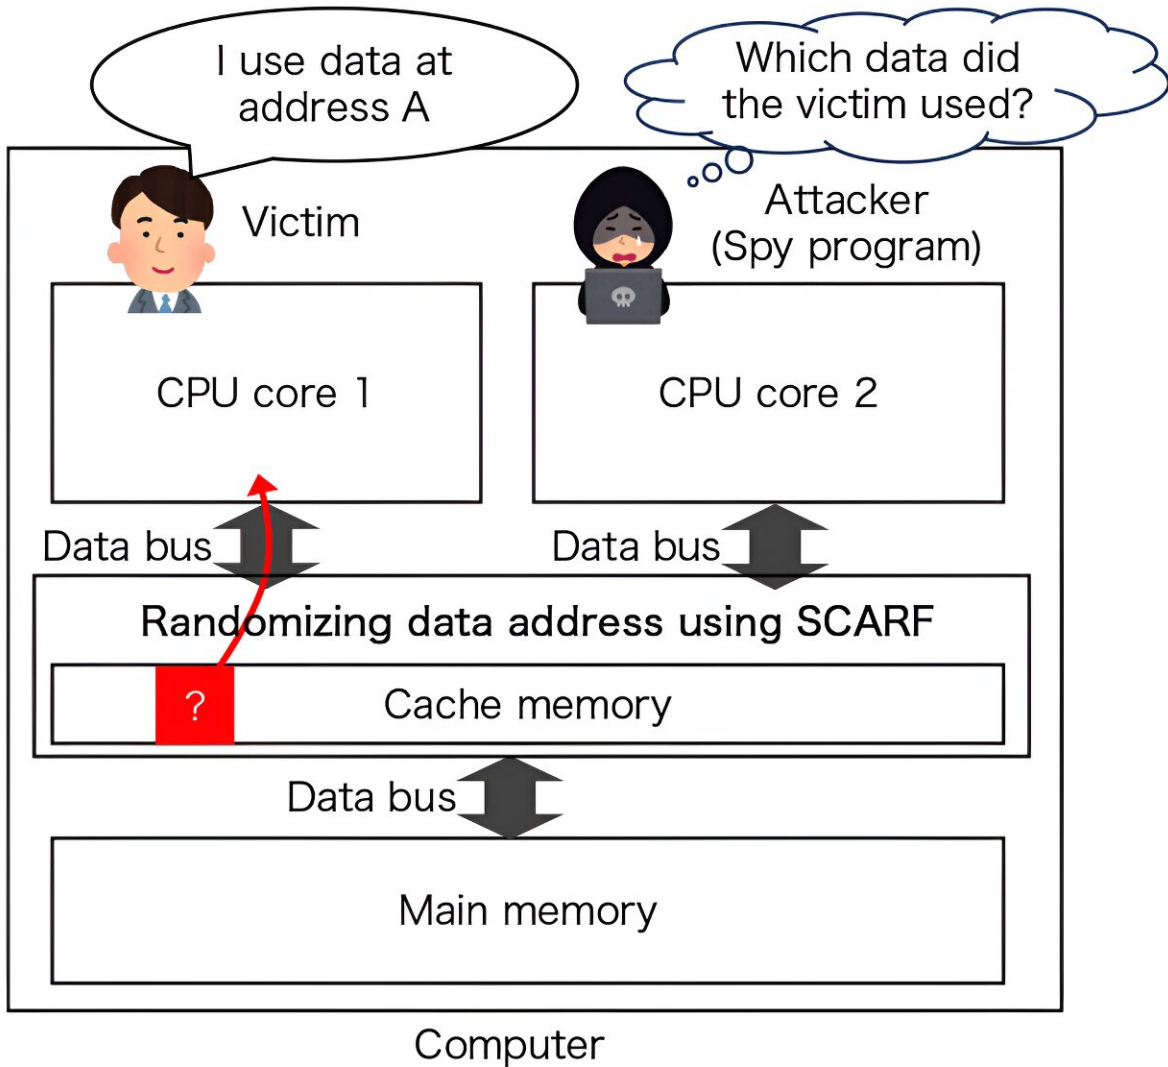 I use data at
address A
Which data did
the victim used?
Victim
Attacker
(Spy program)
CPU core 1
CPU core 2
Data bus
Data bus
Randomizing data address using SCARF
?
Cache memory
Data bus
Main memory
Computer